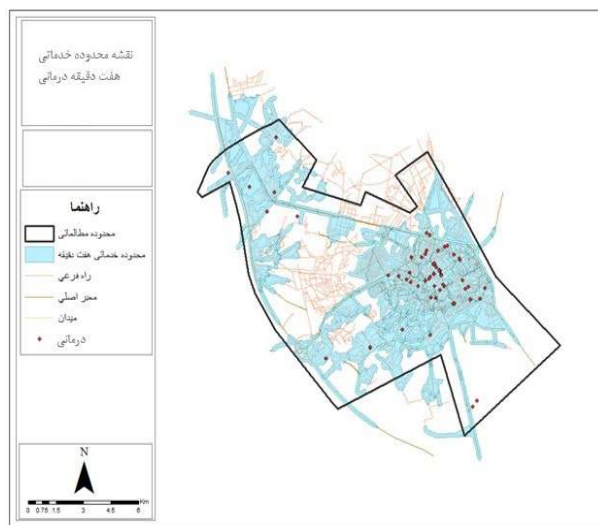 نقشه محدوده خدماتی
هفت دقیقه درمانی
راهنما
محدوده مطالعاتی
محدوده خدماتی هفت دقیقه
راه فرعی
معبر اصلی
میدان
درمانی
N
0 0.75 1.5 3 4.5 6
Km